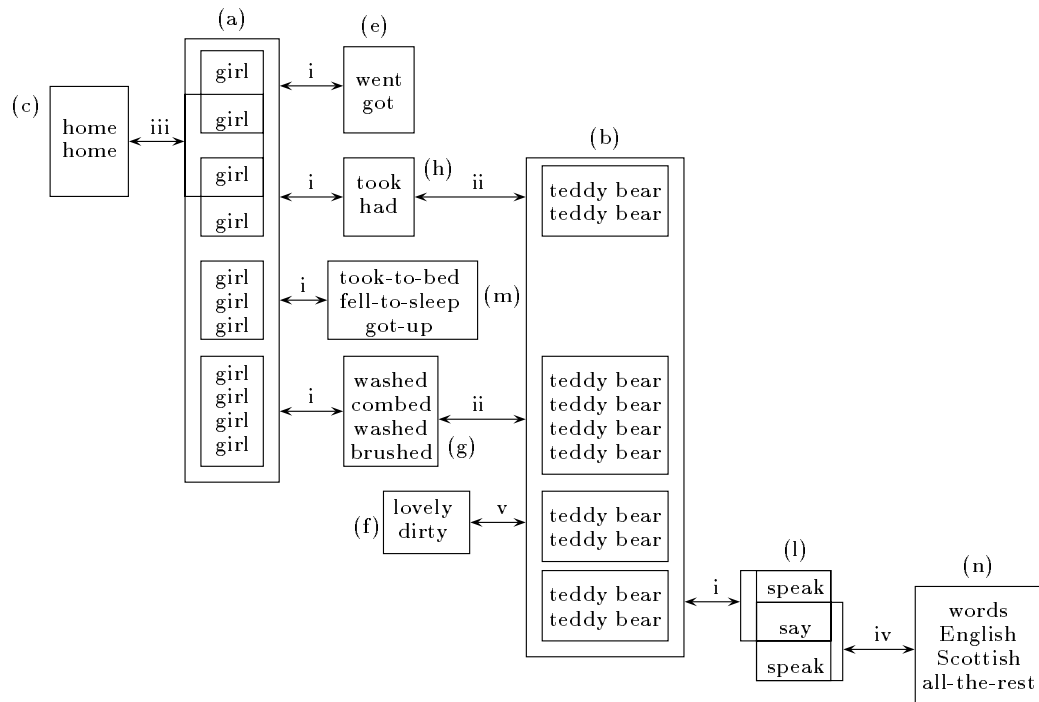 (a)
(e)
girl
i
went
got
(c)
home
home
iii
girl
(b)
girl
i
took
had
(h)
ii
teddy bear
teddy bear
girl
girl
girl
girl
i
took-to-bed
fell-to-sleep
got-up
(m)
girl
girl
girl
girl
i
washed
combed
washed
brushed
ii
(g)
teddy bear
teddy bear
teddy bear
teddy bear
(f)
lovely
dirty
v
teddy bear
teddy bear
(l)
teddy bear
teddy bear
i
speak
say
speak
iv
(n)
words
English
Scottish
all-the-rest